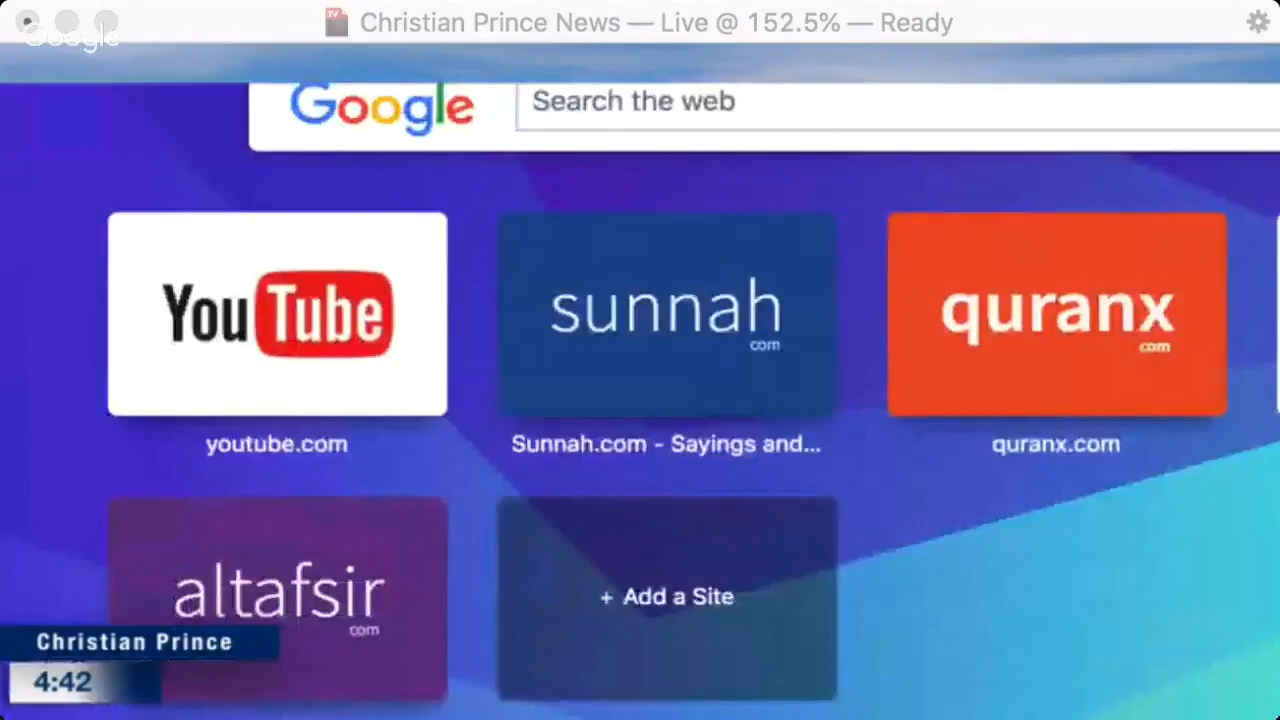 Christian Prince News — Live @ 152.5% — Ready
Google
Google
Search the web
YouTube
sunnah
com
quranx
com
youtube.com
Sunnah.com - Sayings and...
quranx.com
altafsir
com
+ Add a Site
Christian Prince
4:42